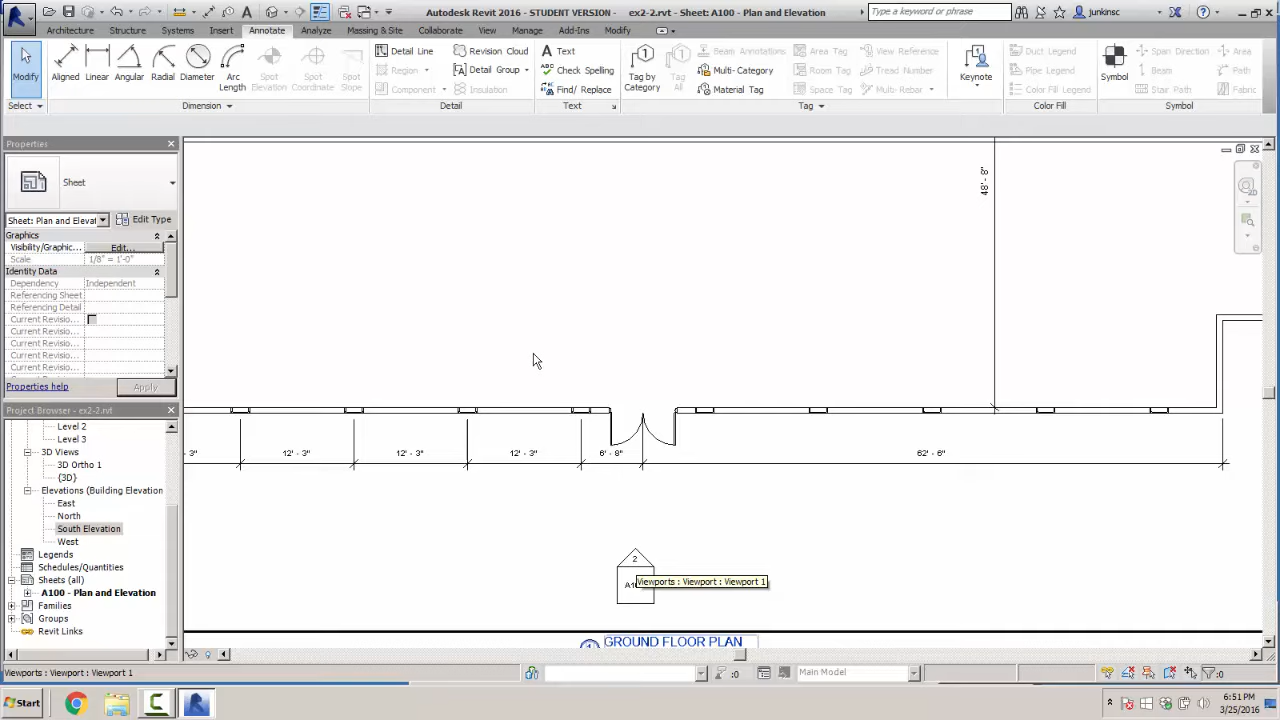 Autodesk Revit 2016 - STUDENT VERSION - ex2-2.rvt - Sheet: A100 - Plan and Elevation
Type a keyword or phrase
junkinsc
Architecture Structure Systems Insert Annotate Analyze Massing & Site Collaborate View Manage Add-Ins Modify
Modify Aligned Linear Angular Radial Diameter Arc Length Spot Elevation Spot Coordinate Spot Slope
Detail Line Region Component
Revision Cloud Detail Group Insulation
Text Check Spelling Find/ Replace
Tag by Category Tag All
Beam Annotations Multi-Category Material Tag
Area Tag Room Tag Space Tag
View Reference Tread Number Multi-Rebar
Keynote
Duct Legend Pipe Legend Color Fill Legend
Symbol
Span Direction Beam Stair Path
Area Path Fabric
Select Dimension Detail Text Tag Color Fill Symbol
Properties
Sheet
Sheet: Plan and Elevat Edit Type
Graphics
Visibility/Graphic... Edit...
Scale 1/8" = 1'-0"
Identity Data
Dependency Independent
Referencing Sheet
Referencing Detail
Current Revisio...
Current Revisio...
Current Revisio...
Current Revisio...
Current Revisio...
Properties help Apply
Project Browser - ex2-2.rvt
Level 2
Level 3
3D Views
3D Ortho 1
{3D}
Elevations (Building Elevation
East
North
South Elevation
West
Legends
Schedules/Quantities
Sheets (all)
A100 - Plan and Elevation
Families
Groups
Revit Links
48' - 8"
3" 12' - 3" 12' - 3" 12' - 3" 6' - 8" 62' - 6"
2
Viewports : Viewport : Viewport 1
1 GROUND FLOOR PLAN
Viewports : Viewport : Viewport 1
:0 Main Model :0
Start
6:51 PM
3/25/2016